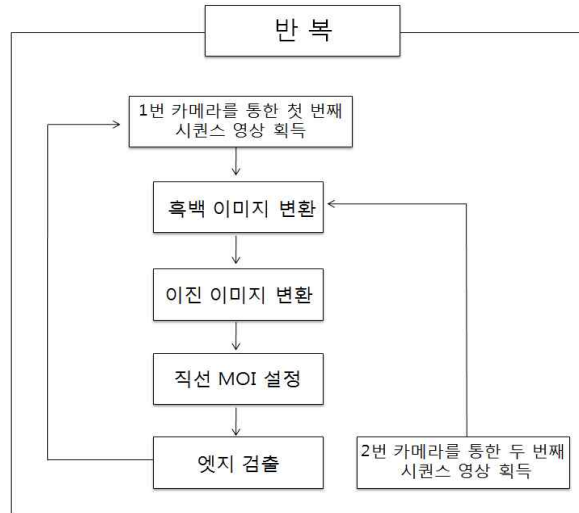 반 복
1번 카메라를 통한 첫 번째
시퀀스 영상 획득
흑백 이미지 변환
이진 이미지 변환
직선 MOI 설정
엣지 검출
2번 카메라를 통한 두 번째
시퀀스 영상 획득